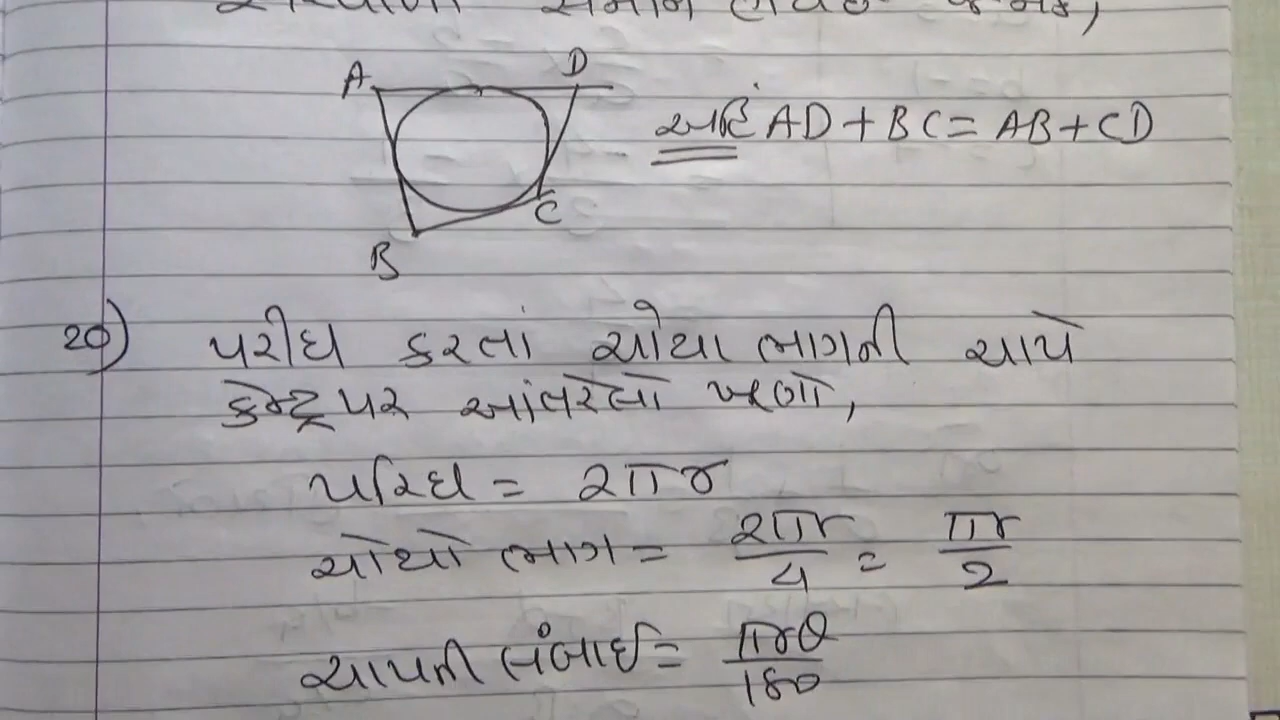 A D
અહિં AD + BC = AB + CD
C
B
20) પરીઘ કરતાં ચોથા ભાગની ચાપે
કેન્દ્ર પર આંતરેલો ખૂણો,
પરિઘ = 2πr
ચોથો ભાગ = 2πr/4 = πr/2
ચાપની લંબાઈ = πrθ/180